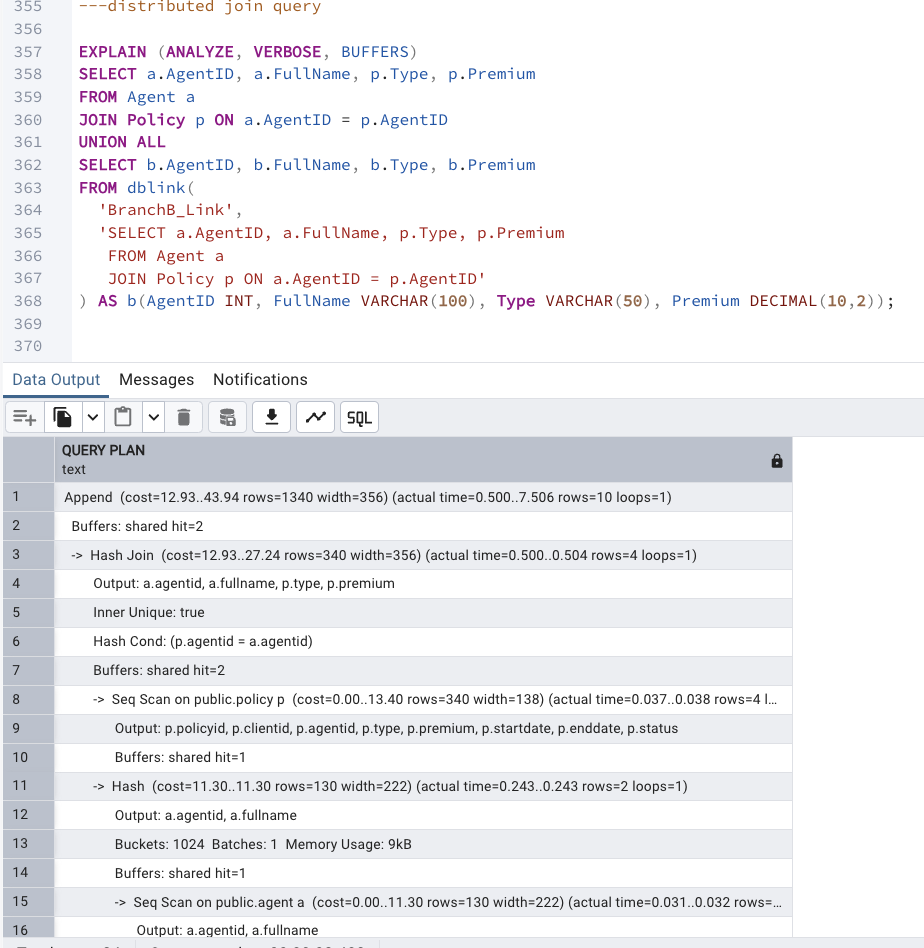 355 ---distributed join query
356
357 EXPLAIN (ANALYZE, VERBOSE, BUFFERS)
358 SELECT a.AgentID, a.FullName, p.Type, p.Premium
359 FROM Agent a
360 JOIN Policy p ON a.AgentID = p.AgentID
361 UNION ALL
362 SELECT b.AgentID, b.FullName, b.Type, b.Premium
363 FROM dblink(
364 'BranchB_Link',
365 'SELECT a.AgentID, a.FullName, p.Type, p.Premium
366 FROM Agent a
367 JOIN Policy p ON a.AgentID = p.AgentID'
368 ) AS b(AgentID INT, FullName VARCHAR(100), Type VARCHAR(50), Premium DECIMAL(10,2));
369
370
Data Output Messages Notifications
SQL
QUERY PLAN
text
1 Append (cost=12.93..43.94 rows=1340 width=356) (actual time=0.500..7.506 rows=10 loops=1)
2 Buffers: shared hit=2
3 -> Hash Join (cost=12.93..27.24 rows=340 width=356) (actual time=0.500..0.504 rows=4 loops=1)
4 Output: a.agentid, a.fullname, p.type, p.premium
5 Inner Unique: true
6 Hash Cond: (p.agentid = a.agentid)
7 Buffers: shared hit=2
8 -> Seq Scan on public.policy p (cost=0.00..13.40 rows=340 width=138) (actual time=0.037..0.038 rows=4 l...
9 Output: p.policyid, p.clientid, p.agentid, p.type, p.premium, p.startdate, p.enddate, p.status
10 Buffers: shared hit=1
11 -> Hash (cost=11.30..11.30 rows=130 width=222) (actual time=0.243..0.243 rows=2 loops=1)
12 Output: a.agentid, a.fullname
13 Buckets: 1024 Batches: 1 Memory Usage: 9kB
14 Buffers: shared hit=1
15 -> Seq Scan on public.agent a (cost=0.00..11.30 rows=130 width=222) (actual time=0.031..0.032 rows=...
16 Output: a.agentid, a.fullname